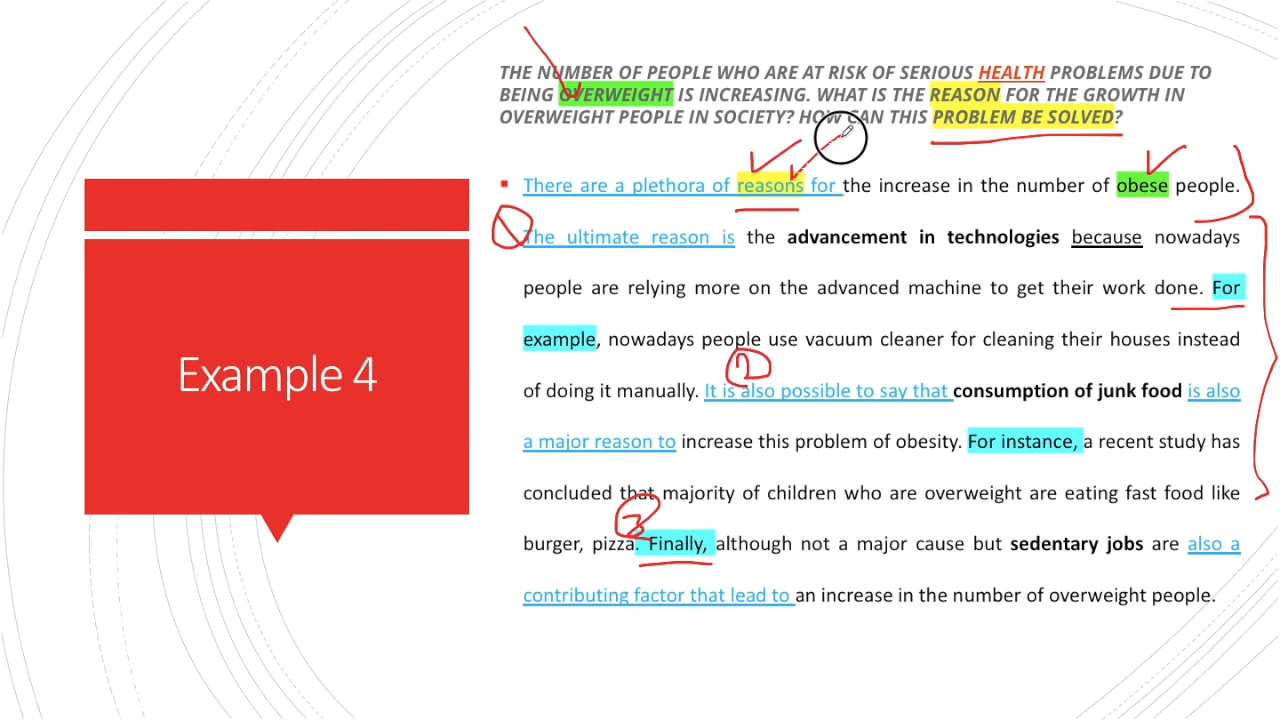 THE NUMBER OF PEOPLE WHO ARE AT RISK OF SERIOUS HEALTH PROBLEMS DUE TO
BEING OVERWEIGHT IS INCREASING. WHAT IS THE REASON FOR THE GROWTH IN
OVERWEIGHT PEOPLE IN SOCIETY? HOW CAN THIS PROBLEM BE SOLVED?
Example 4
There are a plethora of reasons for the increase in the number of obese people.
The ultimate reason is the advancement in technologies because nowadays
people are relying more on the advanced machine to get their work done. For
example, nowadays people use vacuum cleaner for cleaning their houses instead
of doing it manually. It is also possible to say that consumption of junk food is also
a major reason to increase this problem of obesity. For instance, a recent study has
concluded that majority of children who are overweight are eating fast food like
burger, pizza. Finally, although not a major cause but sedentary jobs are also a
contributing factor that lead to an increase in the number of overweight people.